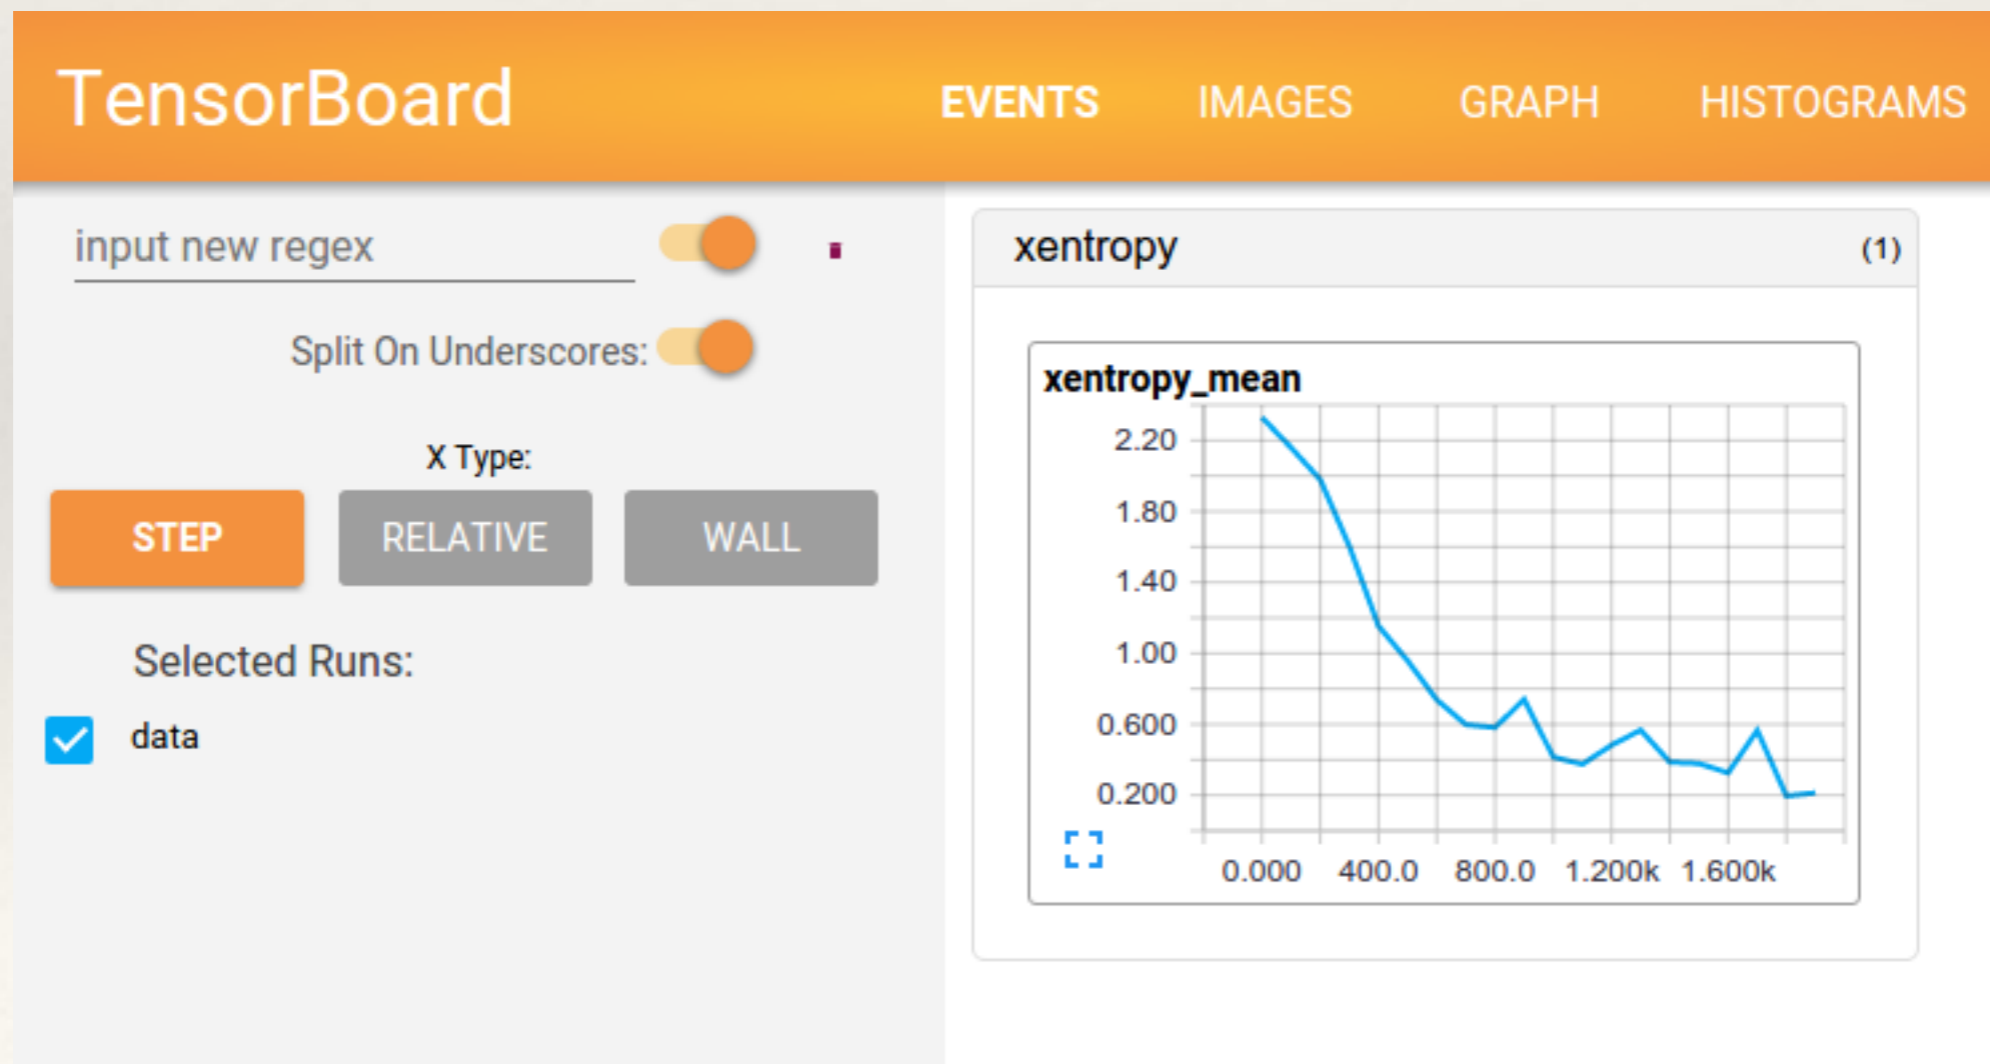 TensorBoard
EVENTS IMAGES GRAPH HISTOGRAMS
input new regex
Split On Underscores:
X Type:
STEP RELATIVE WALL
Selected Runs:
data
xentropy (1)
xentropy_mean
2.20
1.80
1.40
1.00
0.600
0.200
0.000 400.0 800.0 1.200k 1.600k